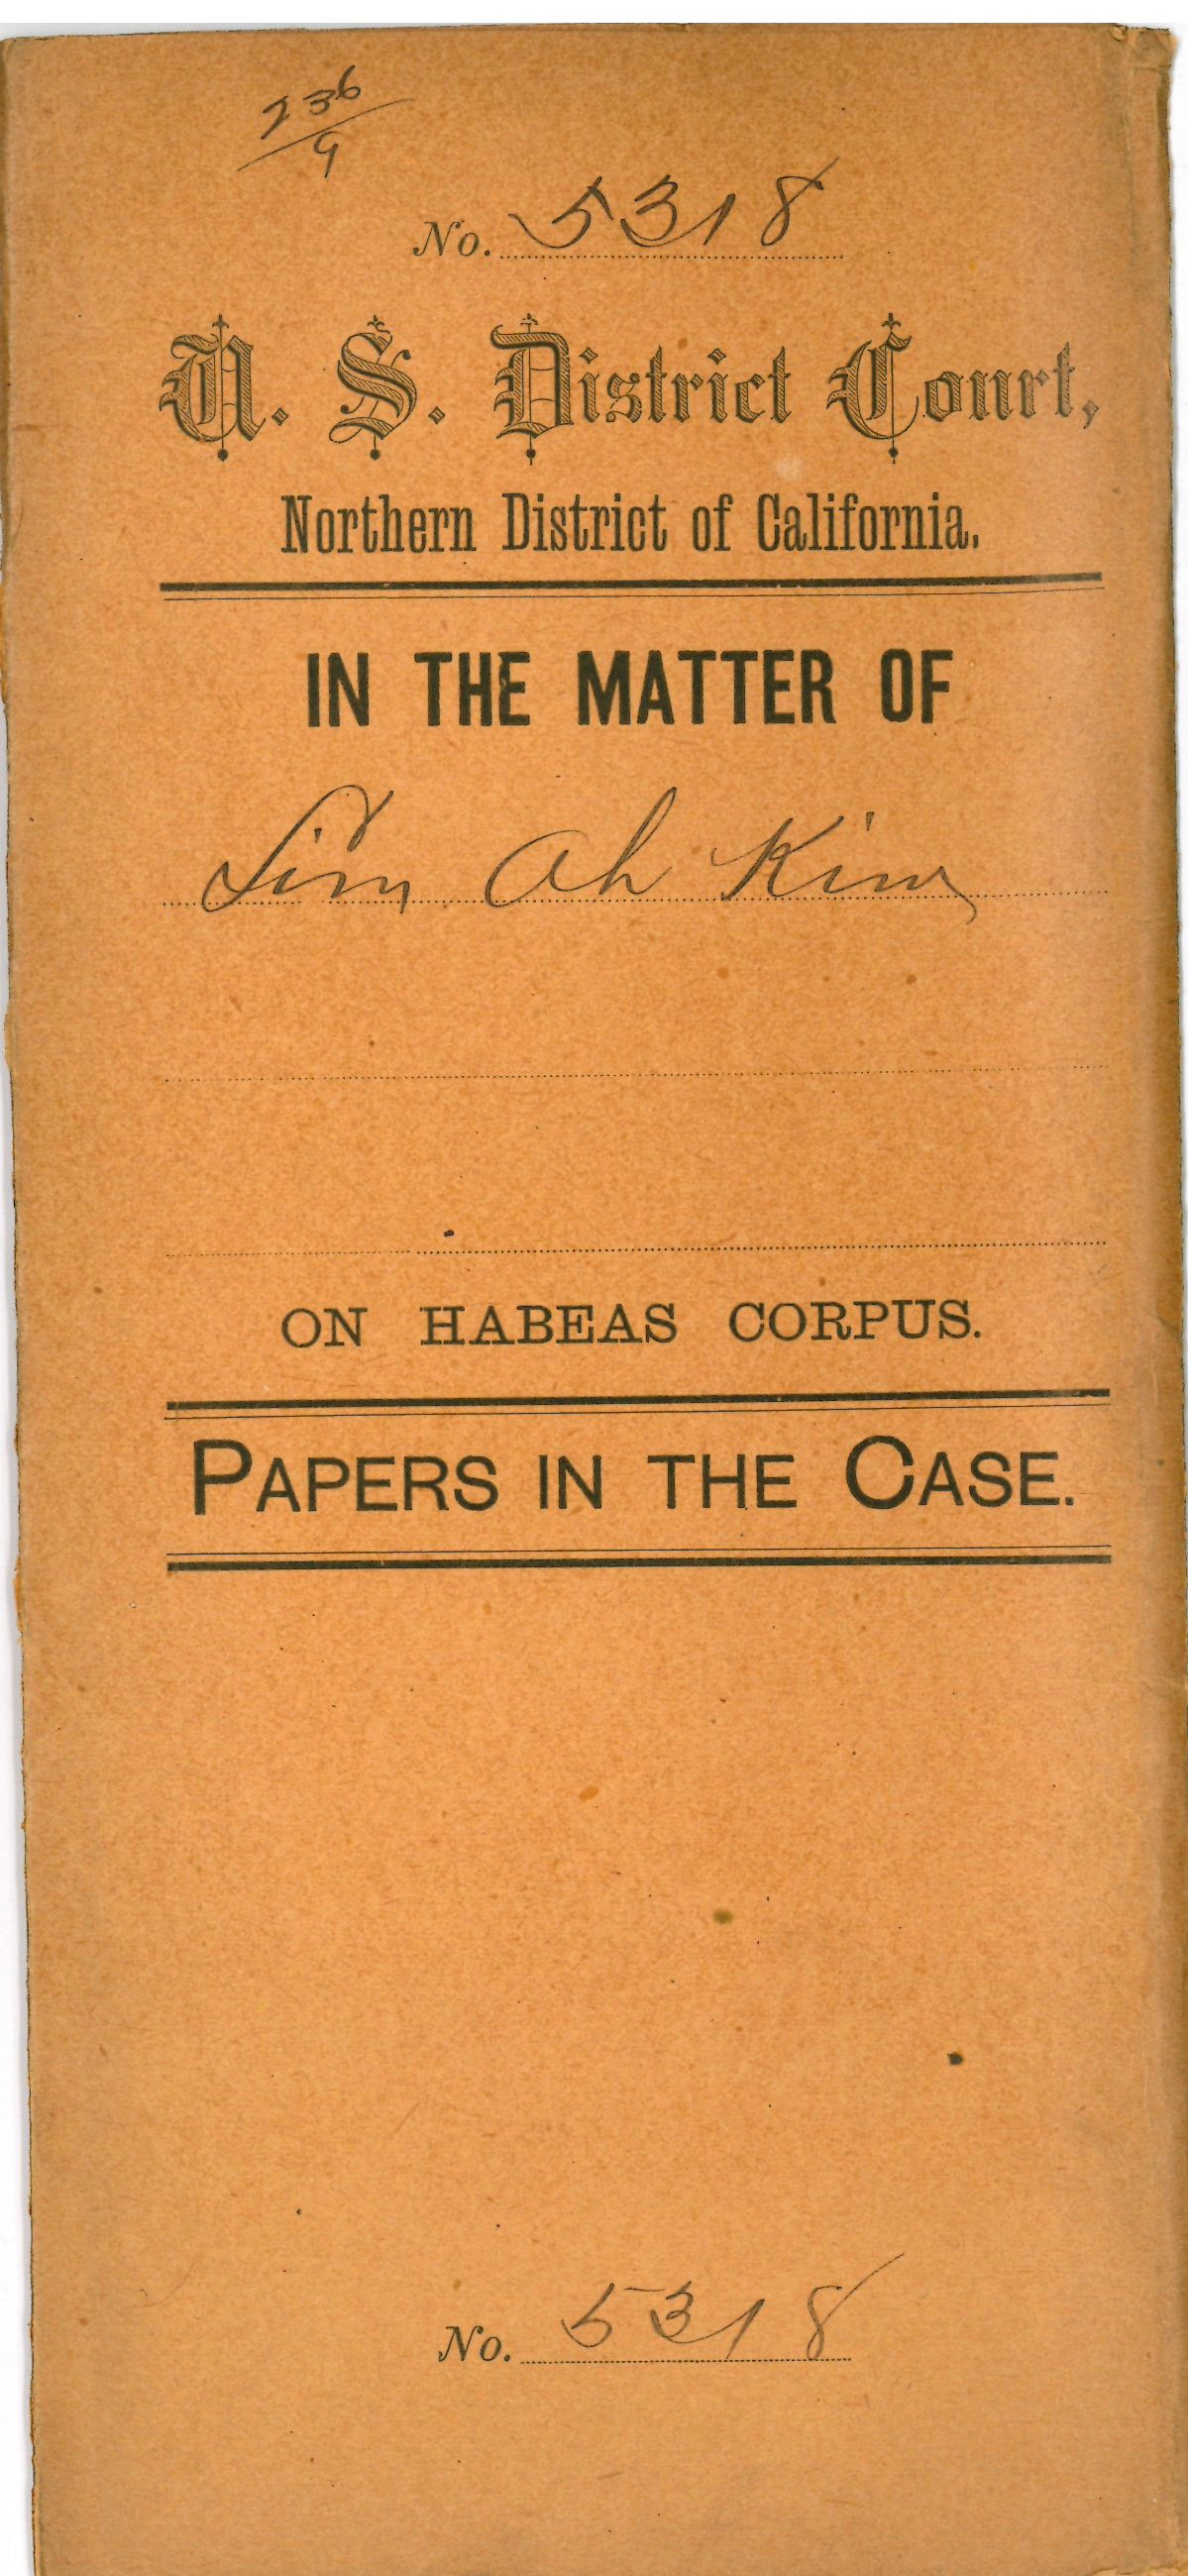 236
9
No. 5318
U. S. District Court,
Northern District of California.
IN THE MATTER OF
Sim Ah Kim
ON HABEAS CORPUS.
PAPERS IN THE CASE.
No. 5318